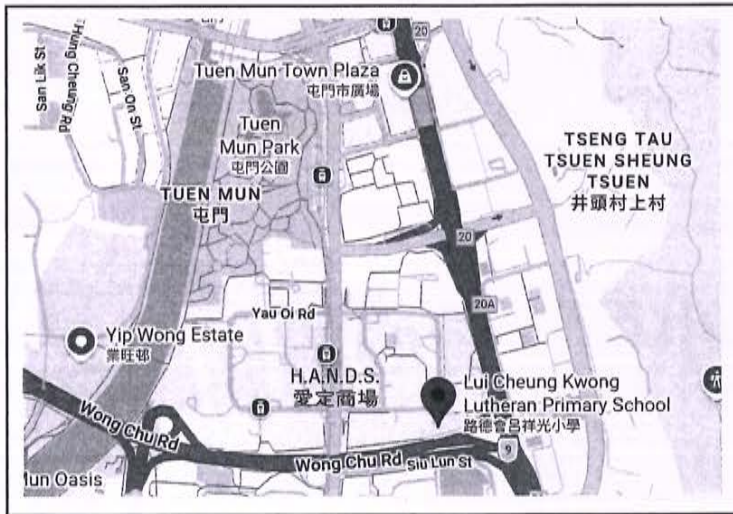 20
Tuen Mun Town Plaza
屯門市廣場
San Lik St
Hung Cheung Rd
San On St
Tuen
Mun Park
屯門公園
TUEN MUN
屯門
TSENG TAU
TSUEN SHEUNG
TSUEN
井頭村上村
20
20A
Yau Oi Rd
Yip Wong Estate
業旺邨
H.A.N.D.S.
愛定商場
Lui Cheung Kwong
Lutheran Primary School
路德會呂祥光小學
Wong Chu Rd
Wong Chu Rd
Siu Lun St
9
Mun Oasis